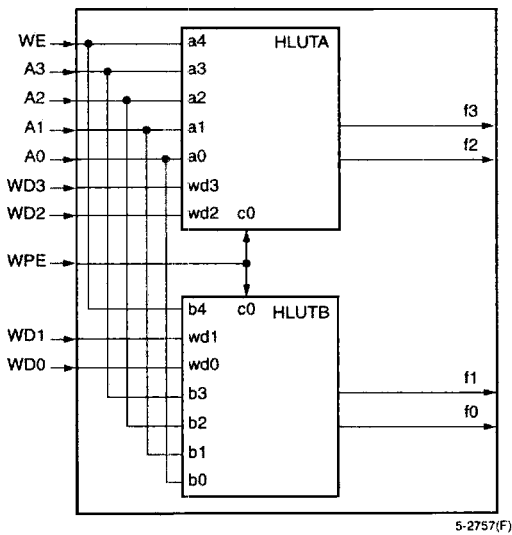 WE a4 HLUTA
A3 a3
A2 a2
A1 a1 f3
A0 a0 f2
WD3 wd3
WD2 wd2 c0
WPE
b4 c0 HLUTB
WD1 wd1
WD0 wd0
b3 f1
b2 f0
b1
b0
5-2757(F)